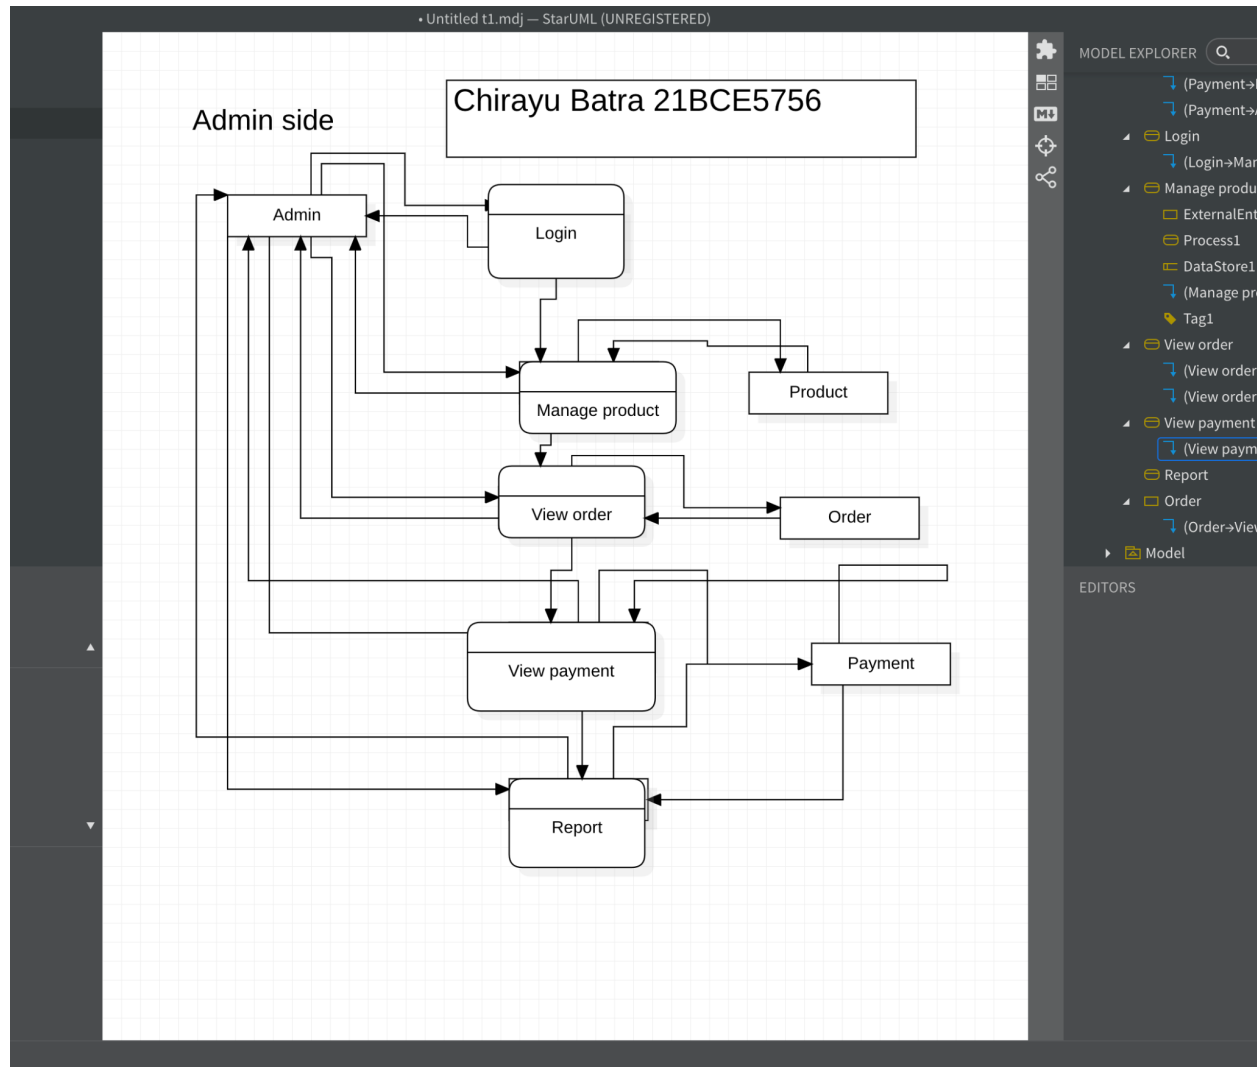 • Untitled t1.mdj — StarUML (UNREGISTERED)
Chirayu Batra 21BCE5756
Admin side
Admin
Login
Manage product
Product
View order
Order
View payment
Payment
Report
MODEL EXPLORER
(Payment→
(Payment→
Login
(Login→Mar
Manage produ
ExternalEnt
Process1
DataStore1
(Manage pr
Tag1
View order
(View order
(View order
View payment
(View paym
Report
Order
(Order→View
Model
EDITORS